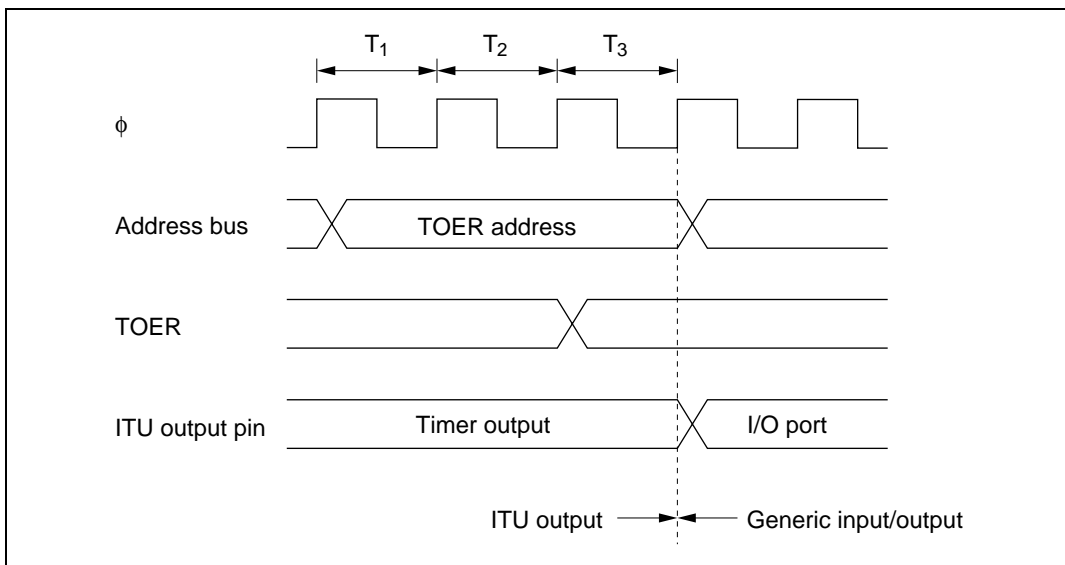 T1 T2 T3
φ
Address bus TOER address
TOER
ITU output pin Timer output I/O port
ITU output Generic input/output